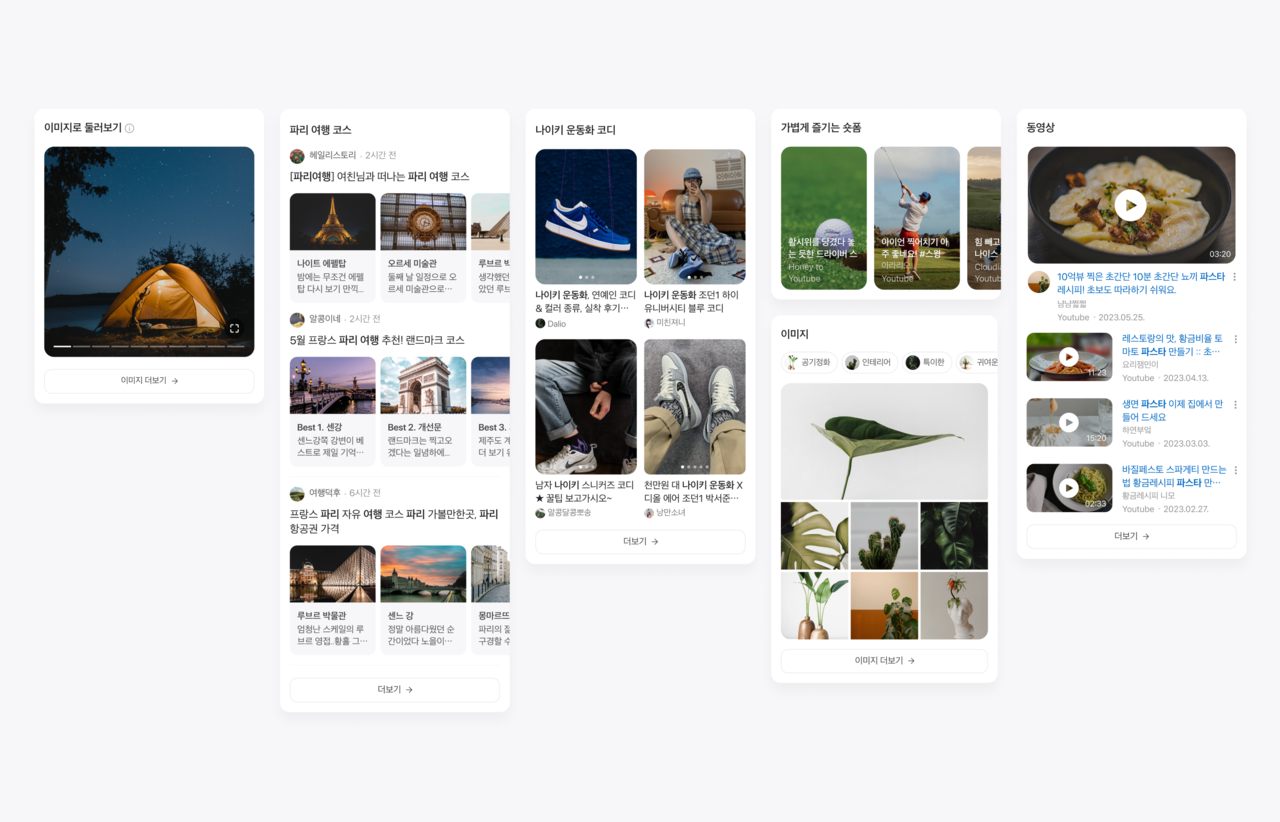 이미지로 둘러보기
이미지 더보기 →
파리 여행 코스
헤일리스토리 · 2시간 전
[파리여행] 여친님과 떠나는 파리 여행 코스
나이트 에펠탑
밤에는 무조건 에펠
탑 다시 보기 만끽…
오르세 미술관
둘째 날 일정으로 오
르세 미술관으로…
루브르 박
생각했던
았던 루브
알콩이네 · 2시간 전
5월 프랑스 파리 여행 추천! 랜드마크 코스
Best 1. 센강
센느강쪽 강변이 베
스트로 제일 기억…
Best 2. 개선문
랜드마크는 찍고오
겠다는 일념하에…
Best 3.
제주도 겨
더 보기
여행덕후 · 6시간 전
프랑스 파리 자유 여행 코스 파리 가볼만한곳, 파리
항공권 가격
루브르 박물관
엄청난 스케일의 루
브르 영접..황홀 그…
센느 강
정말 아름다웠던 순
간이었다 노을이…
몽마르뜨
파리의 
구경할 수
더보기 →
나이키 운동화 코디
나이키 운동화, 연예인 코디
& 컬러 종류, 실착 후기…
Dalio
나이키 운동화 조던1 하이
유니버시티 블루 코디
미친져니
남자 나이키 스니커즈 코디
★ 꿀팁 보고가시오~
알콩달콩뽀송
천만원 대 나이키 운동화 X
디올 에어 조던1 박서준…
낭만소녀
더보기 →
가볍게 즐기는 숏폼
활시위를 당겼다 놓
는 듯한 드라이버 스
Honey to
Youtube
아이언 찍어치기 아
주 좋네요! #스윙
아라리오
Youtube
힘 빼고
나이스
Claudia
Youtube
이미지
공기정화
인테리어
특이한
귀여운
이미지 더보기 →
동영상
03:20
10억뷰 찍은 초간단 10분 초간단 뇨끼 파스타
레시피! 초보도 따라하기 쉬워요.
냠냠쩝쩝
Youtube · 2023.05.25.
11:23
레스토랑의 맛, 황금비율 토
마토 파스타 만들기 :: 초…
요리잼민이
Youtube · 2023.04.13.
15:20
생면 파스타 이제 집에서 만
들어 드세요
하면부엌
Youtube · 2023.03.03.
02:33
바질페스토 스파게티 만드는
법 황금레시피 파스타 만…
황금레시피 니모
Youtube · 2023.02.27.
더보기 →